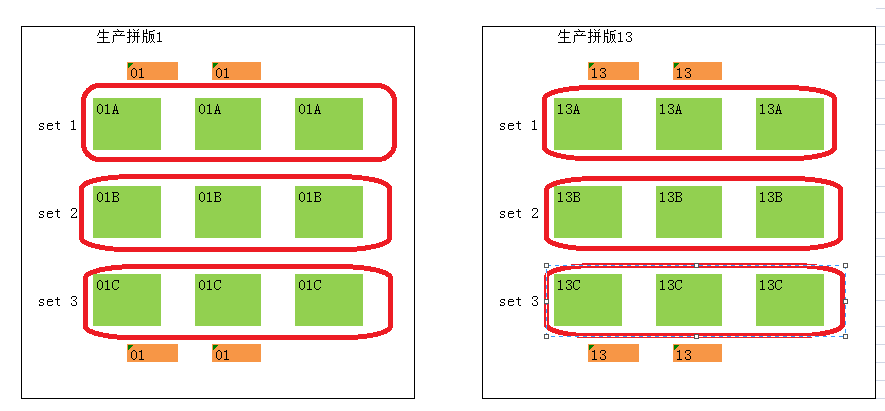 生产拼版1
01 01
set 1 01A 01A 01A
set 2 01B 01B 01B
set 3 01C 01C 01C
01 01
生产拼版13
13 13
set 1 13A 13A 13A
set 2 13B 13B 13B
set 3 13C 13C 13C
13 13